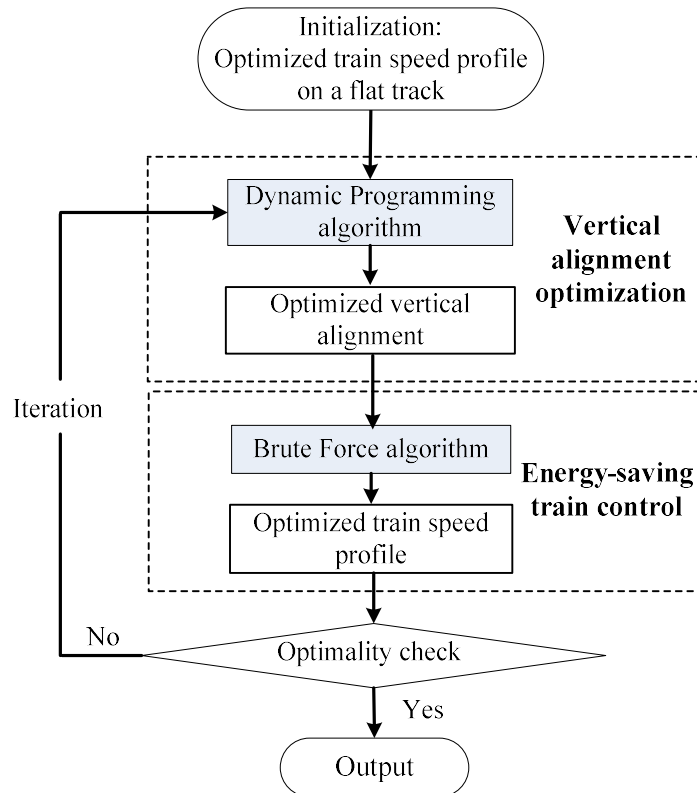 Initialization:
Optimized train speed profile
on a flat track
Dynamic Programming
algorithm
Vertical
alignment
optimization
Optimized vertical
alignment
Iteration
Brute Force algorithm
Energy-saving
train control
Optimized train speed
profile
No
Optimality check
Yes
Output